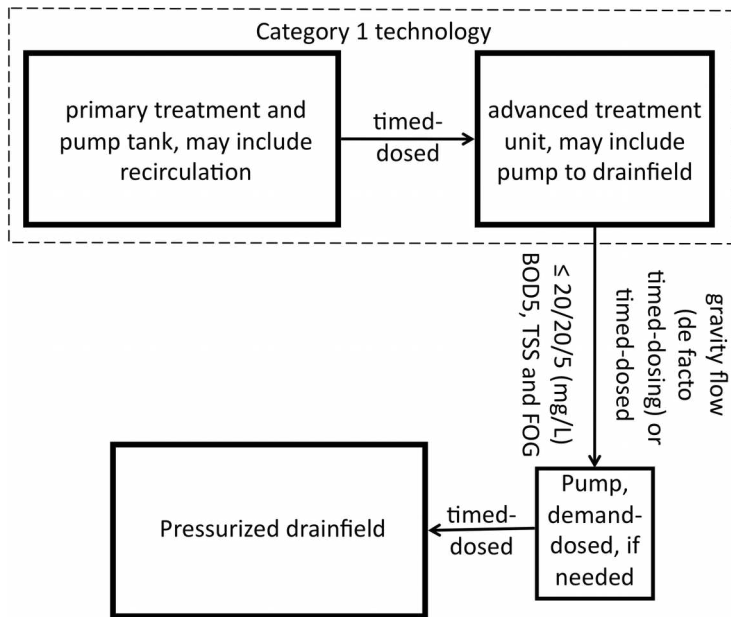 Category 1 technology
primary treatment and
pump tank, may include
recirculation
timed-
dosed
advanced treatment
unit, may include
pump to drainfield
gravity flow
(de facto
timed-dosing) or
timed-dosed
≤ 20/20/5 (mg/L)
BOD5, TSS and FOG
Pump,
demand-
dosed, if
needed
timed-
dosed
Pressurized drainfield